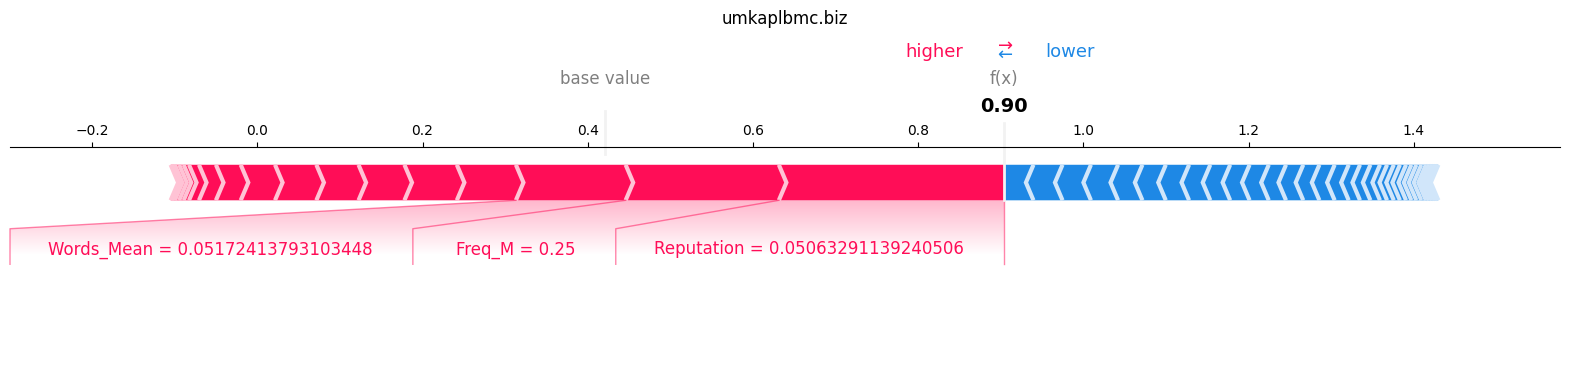 umkaplbmc.biz
higher ⇄ lower
base value f(x)
0.90
−0.2 0.0 0.2 0.4 0.6 0.8 1.0 1.2 1.4
Words_Mean = 0.05172413793103448 Freq_M = 0.25 Reputation = 0.05063291139240506